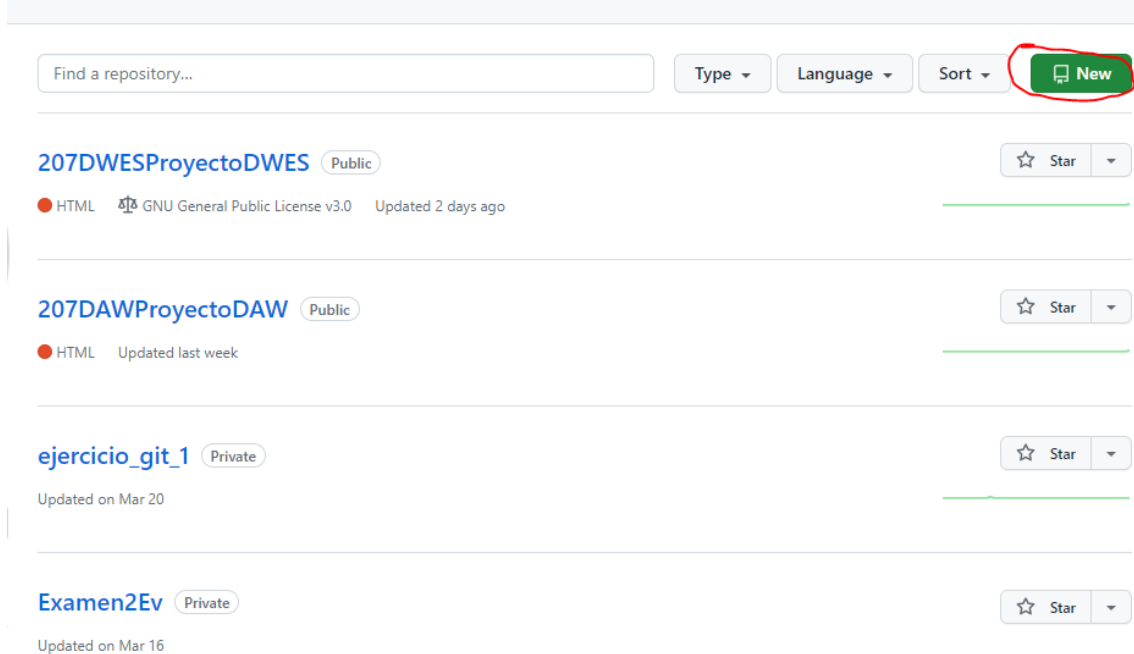 Find a repository...
Type
Language
Sort
New
207DWESProyectoDWES Public
Star
HTML GNU General Public License v3.0 Updated 2 days ago
207DAWProyectoDAW Public
Star
HTML Updated last week
ejercicio_git_1 Private
Star
Updated on Mar 20
Examen2Ev Private
Star
Updated on Mar 16